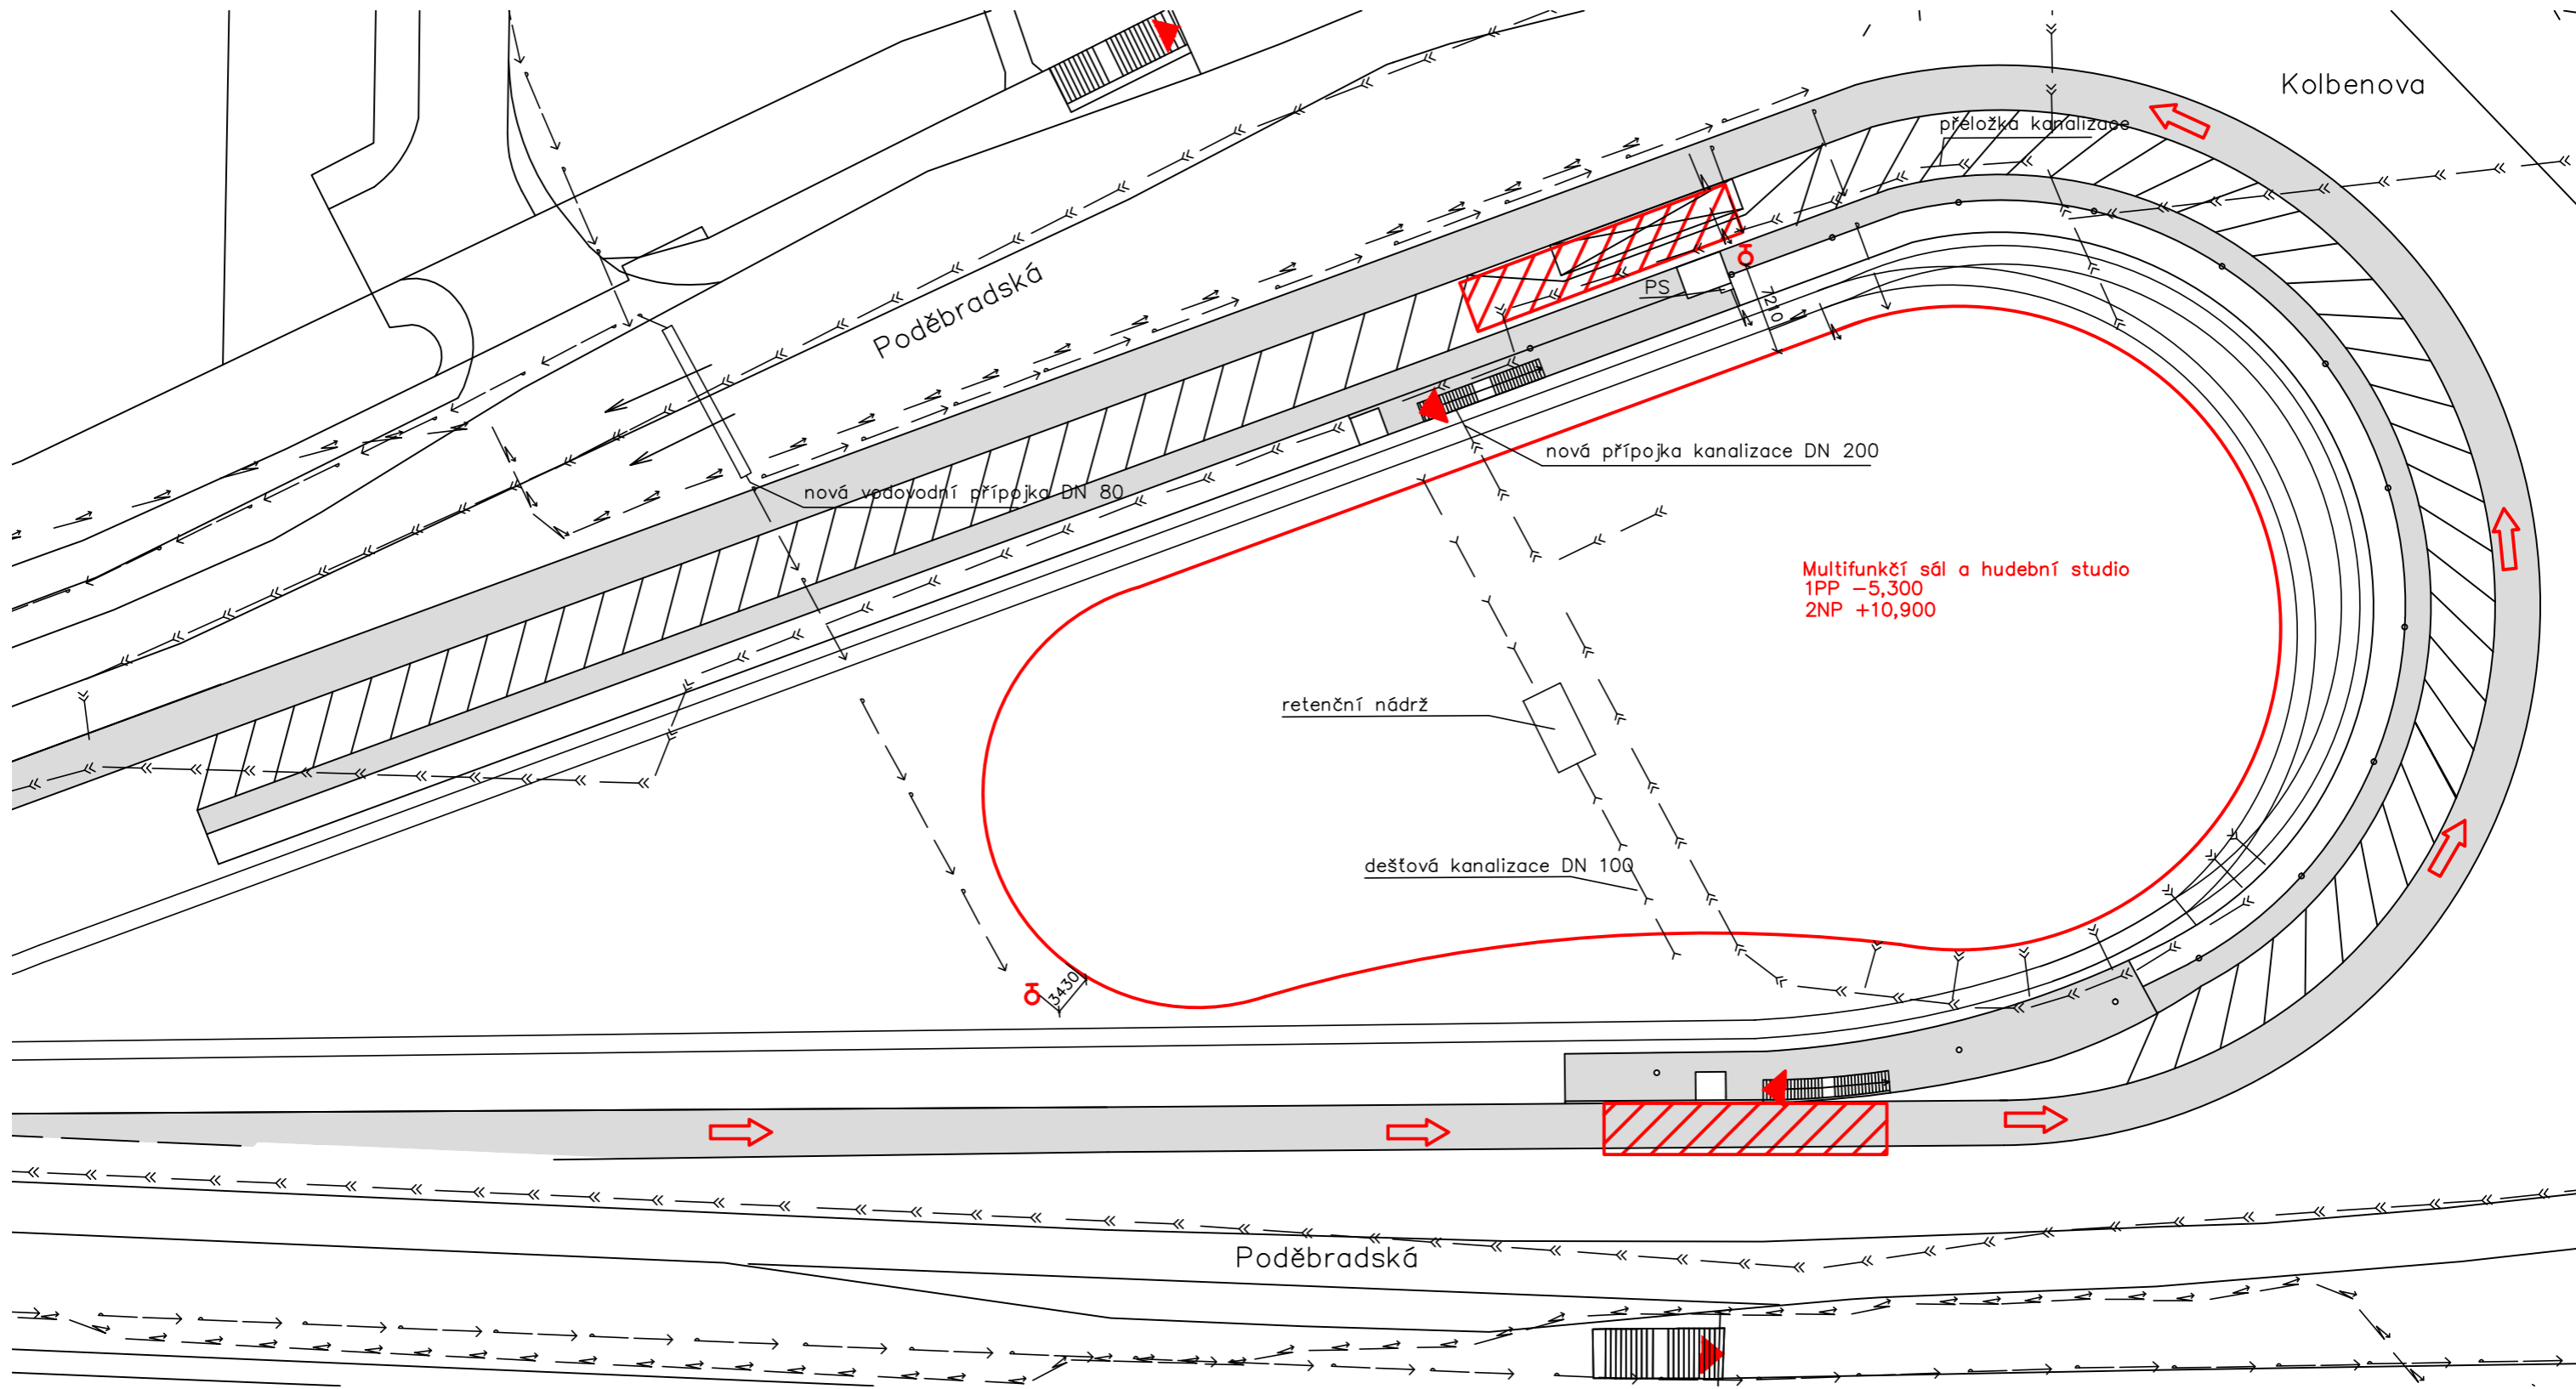 Kolbenova
přeložka kanalizace
Poděbradská
PS
7210
nová přípojka kanalizace DN 200
nová vodovodní přípojka DN 80
Multifunkčí sál a hudební studio
1PP −5,300
2NP +10,900
retenční nádrž
dešťová kanalizace DN 100
3430
Poděbradská